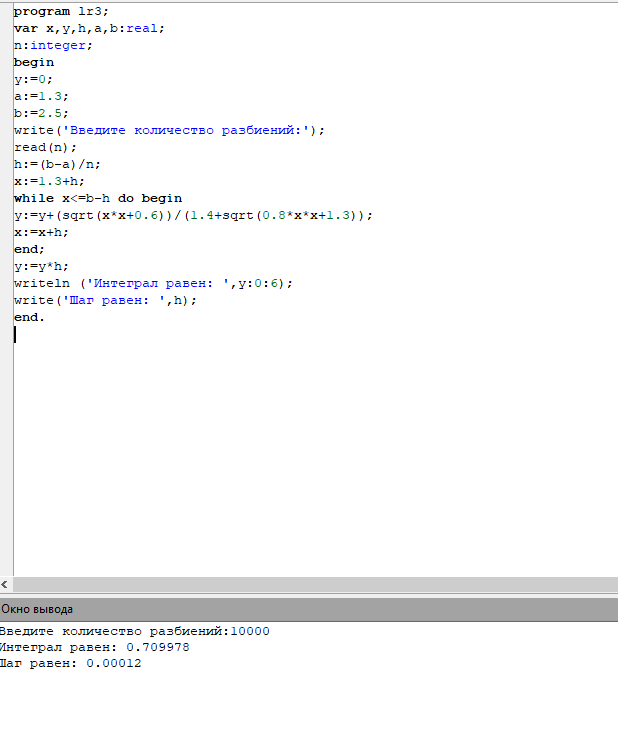 program lr3;
var x,y,h,a,b:real;
n:integer;
begin
y:=0;
a:=1.3;
b:=2.5;
write('Введите количество разбиений:');
read(n);
h:=(b-a)/n;
x:=1.3+h;
while x<=b-h do begin
y:=y+(sqrt(x*x+0.6))/(1.4+sqrt(0.8*x*x+1.3));
x:=x+h;
end;
y:=y*h;
writeln ('Интеграл равен: ',y:0:6);
write('Шаг равен: ',h);
end.
Окно вывода
Введите количество разбиений:10000
Интеграл равен: 0.709978
Шаг равен: 0.00012